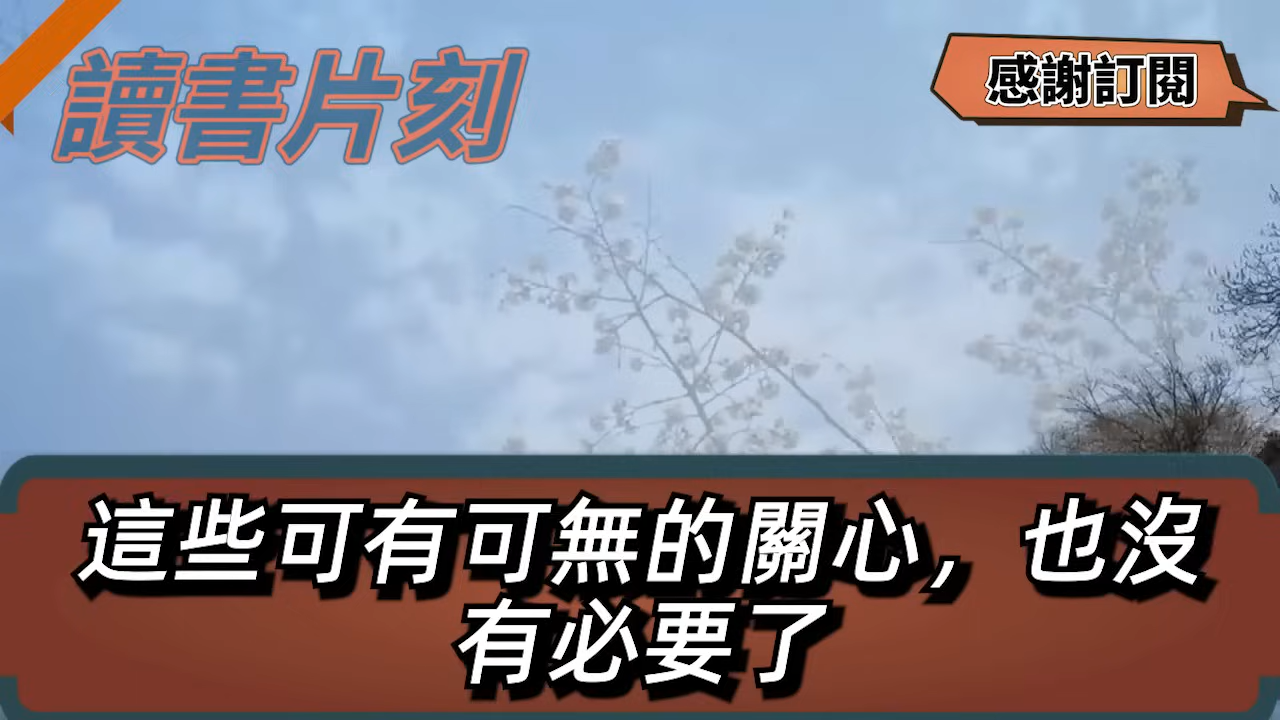 讀書片刻
感謝訂閱
這些可有可無的關心，也沒
有必要了